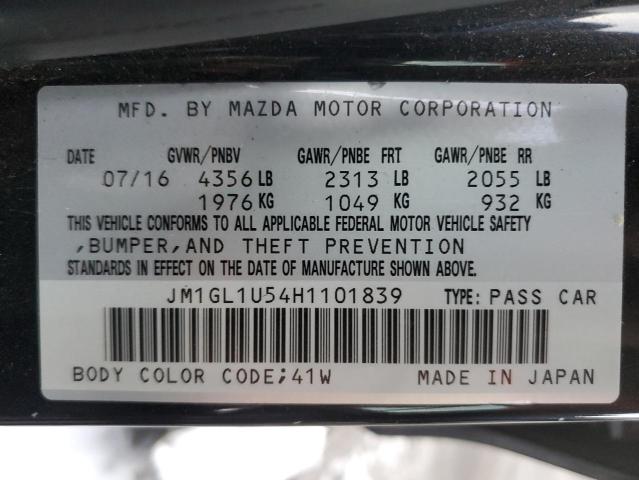 MFD. BY MAZDA MOTOR CORPORATION
DATE GVWR/PNBV GAWR/PNBE FRT GAWR/PNBE RR
07/16 4356 LB 2313 LB 2055 LB
1976 KG 1049 KG 932 KG
THIS VEHICLE CONFORMS TO ALL APPLICABLE FEDERAL MOTOR VEHICLE SAFETY
,BUMPER,AND THEFT PREVENTION
STANDARDS IN EFFECT ON THE DATE OF MANUFACTURE SHOWN ABOVE.
JM1GL1U54H1101839 TYPE: PASS CAR
BODY COLOR CODE;41W MADE IN JAPAN